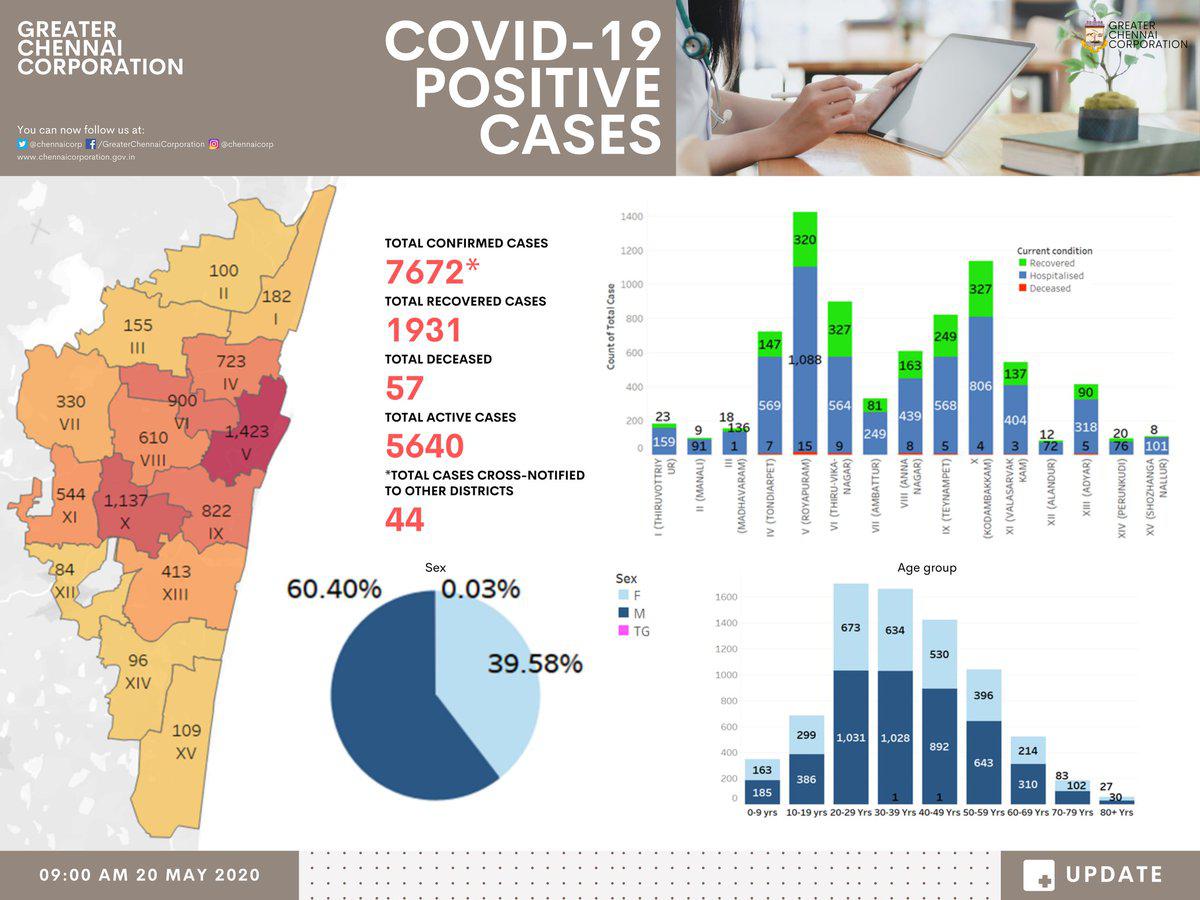 GREATER
CHENNAI
CORPORATION
You can now follow us at:
@chennaicorp /GreaterChennaiCorporation @chennaicorp
www.chennaicorporation.gov.in
COVID-19
POSITIVE
CASES
GREATER
CHENNAI
CORPORATION
100
II
182
I
155
III
723
IV
330
VII
900
VI
1,423
V
610
VIII
544
XI
1,137
X
822
IX
84
XII
413
XIII
96
XIV
109
XV
TOTAL CONFIRMED CASES
7672*
TOTAL RECOVERED CASES
1931
TOTAL DECEASED
57
TOTAL ACTIVE CASES
5640
*TOTAL CASES CROSS-NOTIFIED
TO OTHER DISTRICTS
44
Count of Total Case
1400
1200
1000
800
600
400
200
0
Current condition
Recovered
Hospitalised
Deceased
23
159
9
91
18
136
1
147
569
7
320
1,088
15
327
564
9
81
249
163
439
8
249
568
5
327
806
4
137
404
3
12
72
90
318
5
20
76
8
101
I (THIRUVOTTRIY
UR)
II (MANALI)
III
(MADHAVARAM)
IV (TONDIARPET)
V (ROYAPURAM)
VI (THIRU-VIKA-
NAGAR)
VII (AMBATTUR)
VIII (ANNA
NAGAR)
IX (TEYNAMPET)
X
(KODAMBAKKAM)
XI (VALASARVAK
KAM)
XII (ALANDUR)
XIII (ADYAR)
XIV (PERUNKUDI)
XV (SHOZHANGA
NALLUR)
Sex
60.40%
0.03%
39.58%
Sex
F
M
TG
Age group
1600
1400
1200
1000
800
600
400
200
0
163
185
299
386
673
1,031
634
1,028
1
530
892
1
396
643
214
310
83
102
27
30
0-9 yrs 10-19 yrs 20-29 Yrs 30-39 Yrs 40-49 Yrs 50-59 Yrs 60-69 Yrs 70-79 Yrs 80+ Yrs
09:00 AM 20 MAY 2020
UPDATE